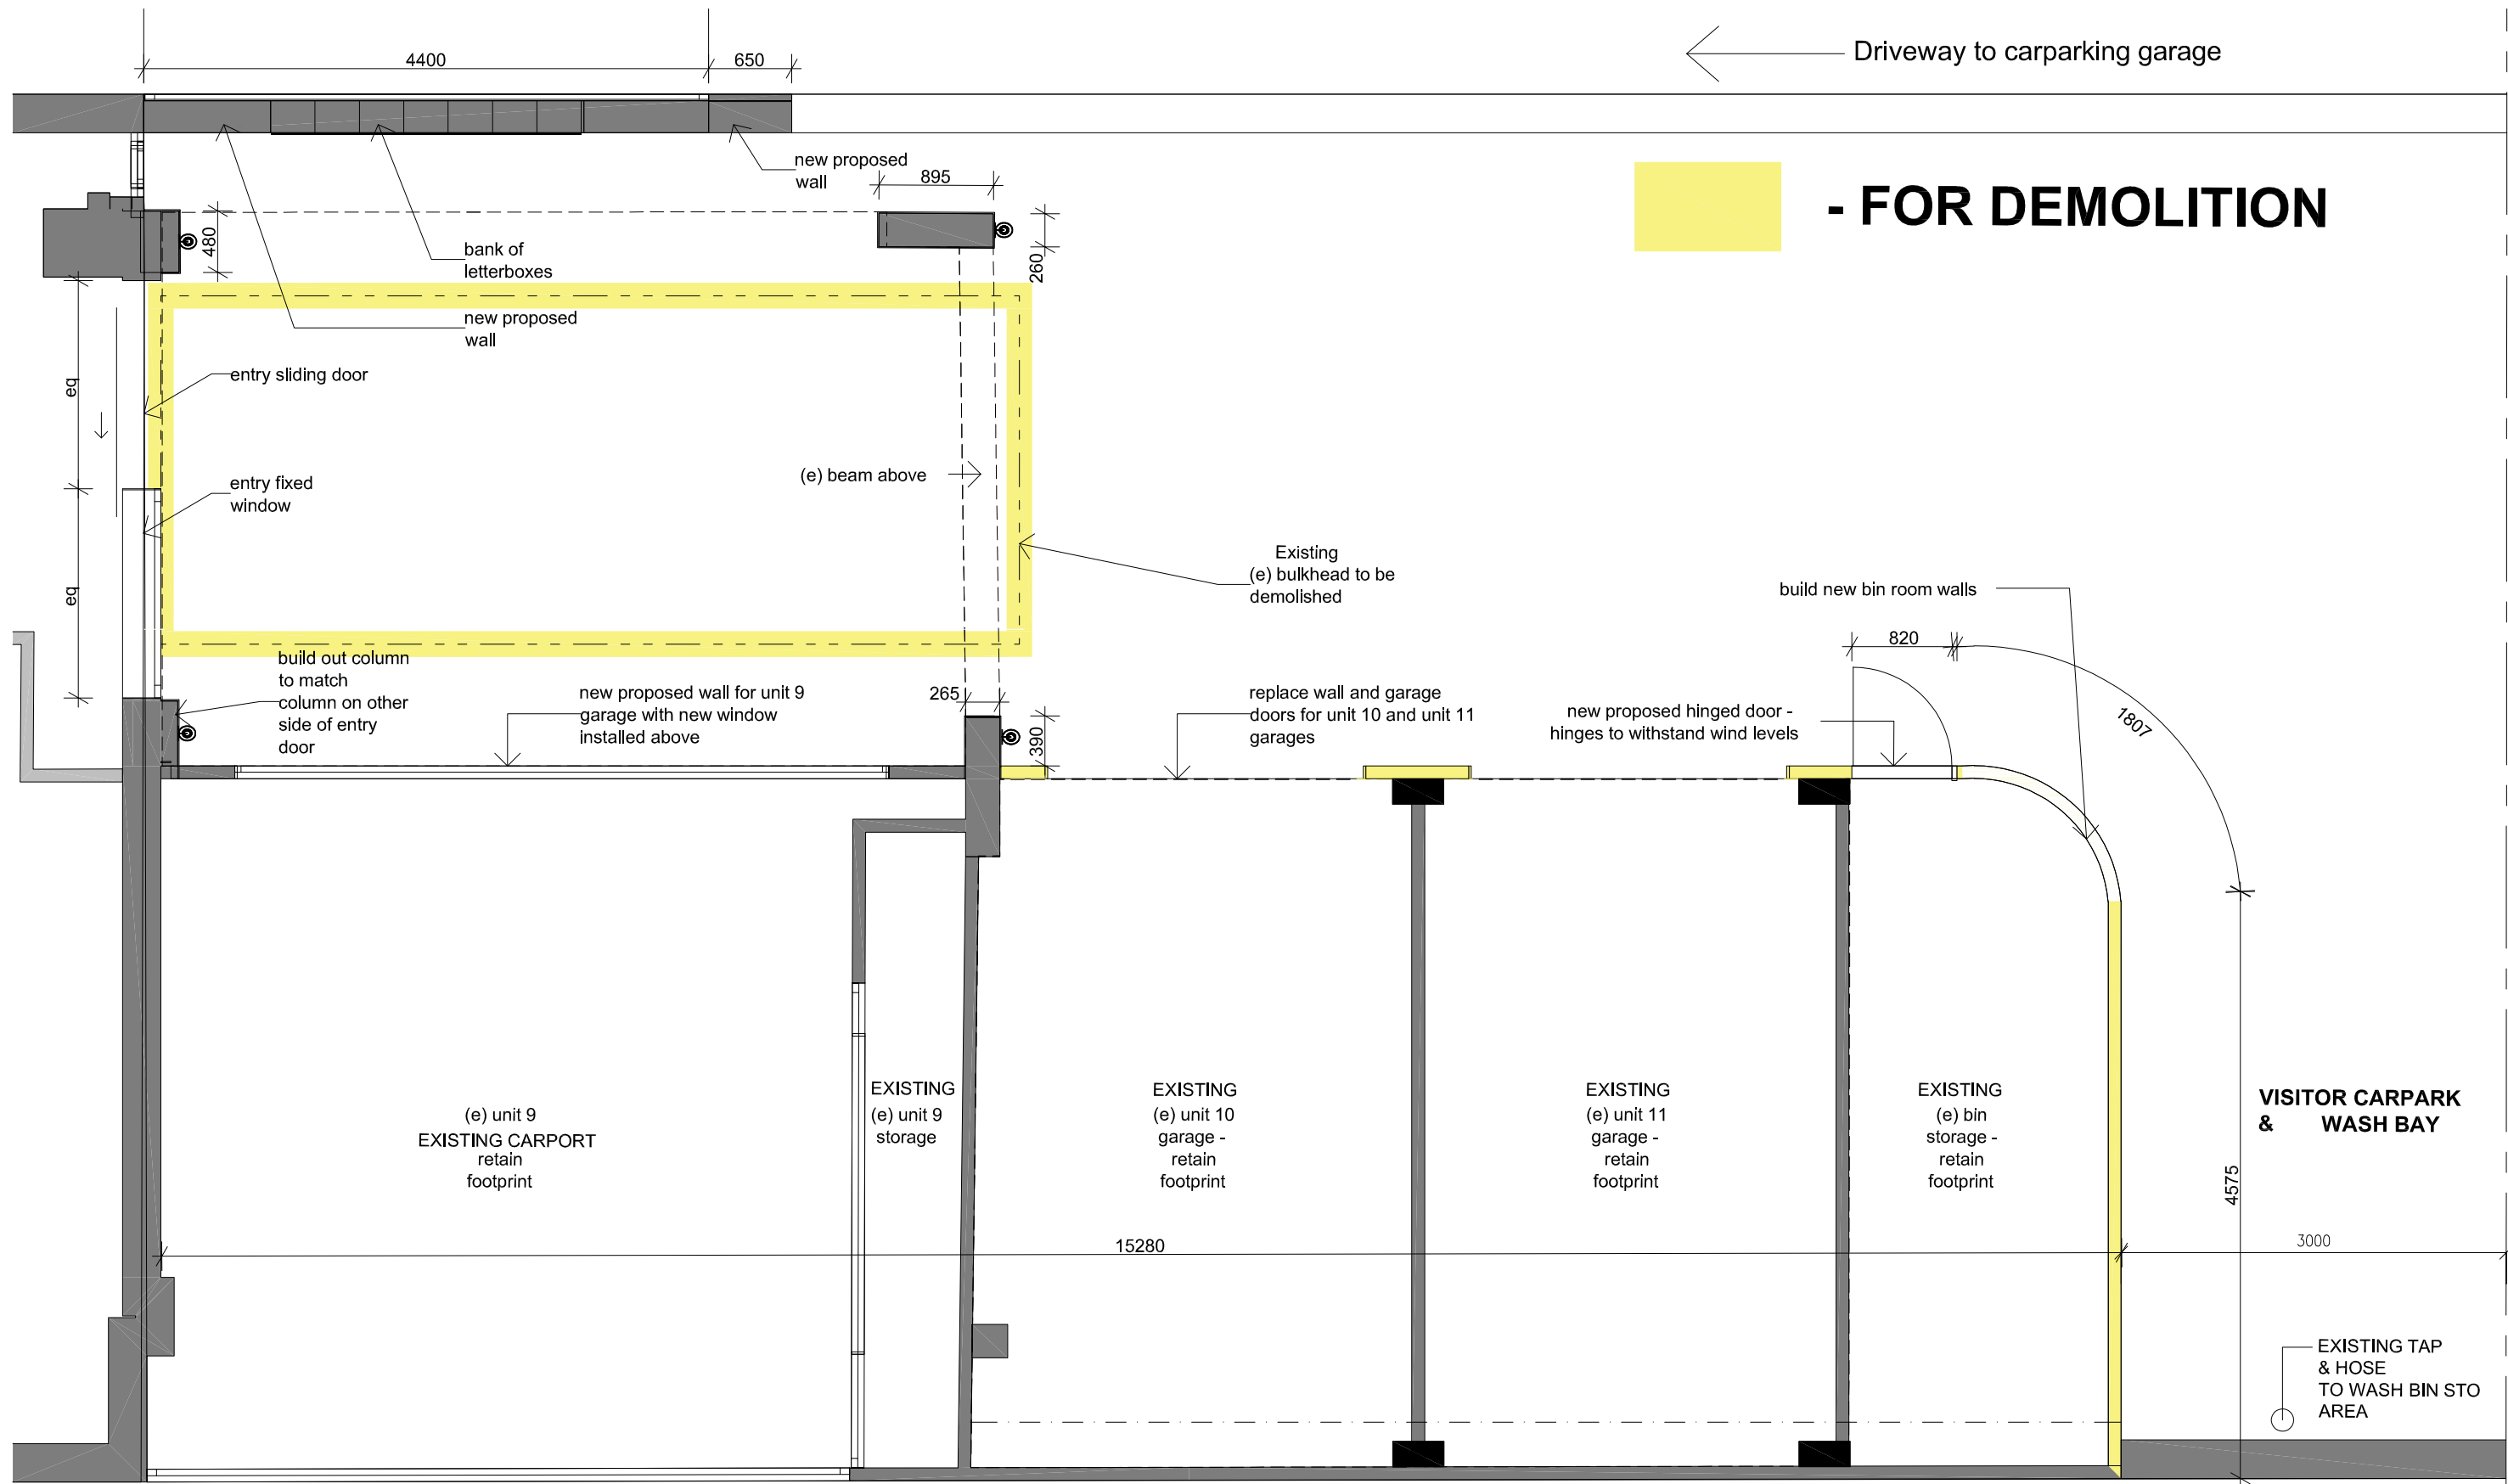 4400
650
Driveway to carparking garage
new proposed
wall
895
- FOR DEMOLITION
480
bank of
letterboxes
260
new proposed
wall
entry sliding door
eq
(e) beam above
entry fixed
window
Existing
(e) bulkhead to be
demolished
build new bin room walls
eq
820
build out column
to match
column on other
side of entry
door
new proposed wall for unit 9
garage with new window
installed above
265
390
replace wall and garage
doors for unit 10 and unit 11
garages
new proposed hinged door -
hinges to withstand wind levels
1807
(e) unit 9
EXISTING CARPORT
retain
footprint
EXISTING
(e) unit 9
storage
EXISTING
(e) unit 10
garage -
retain
footprint
EXISTING
(e) unit 11
garage -
retain
footprint
EXISTING
(e) bin
storage -
retain
footprint
VISITOR CARPARK
& WASH BAY
4575
15280
3000
EXISTING TAP
& HOSE
TO WASH BIN STO
AREA